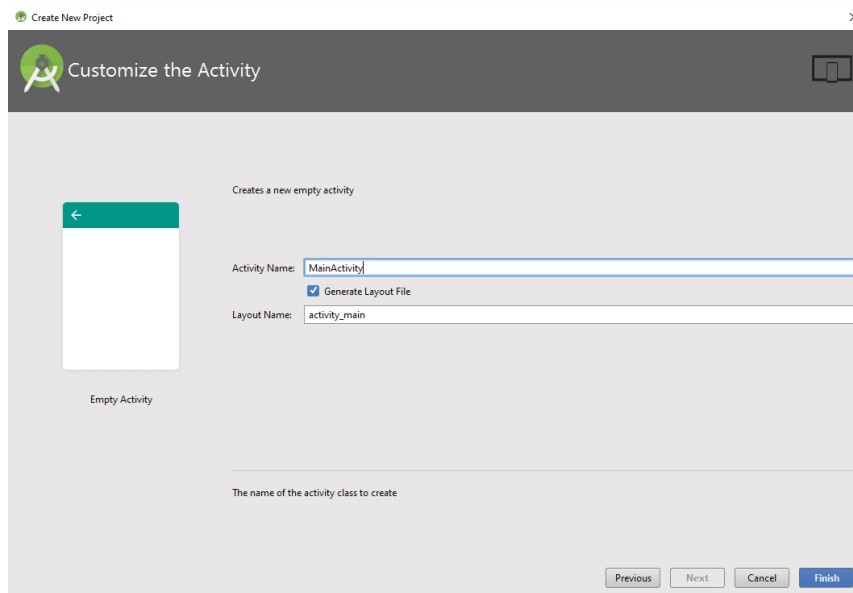 Create New Project
Customize the Activity
Creates a new empty activity
Activity Name: MainActivity
Generate Layout File
Layout Name: activity_main
Empty Activity
The name of the activity class to create
Previous Next Cancel Finish